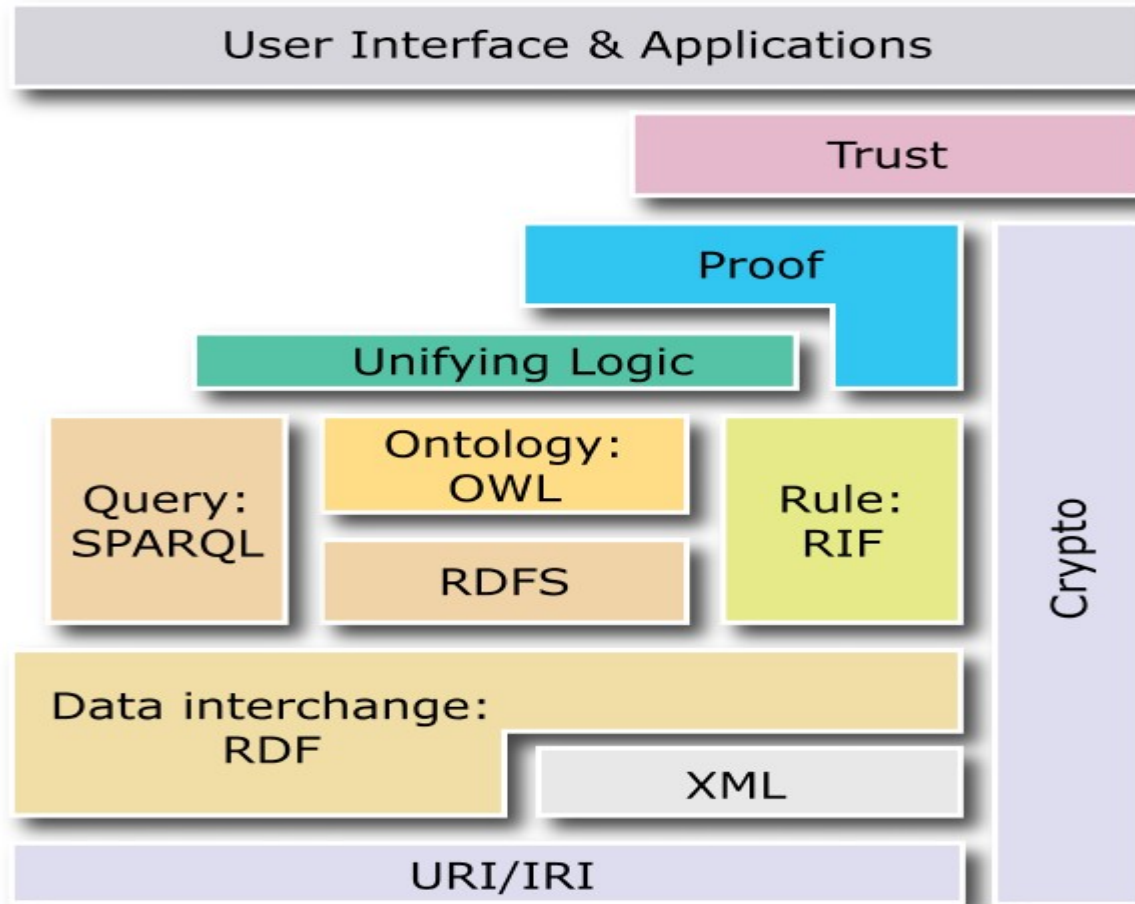 User Interface & Applications
Trust
Proof
Unifying Logic
Query:
SPARQL
Ontology:
OWL
RDFS
Rule:
RIF
Crypto
Data interchange:
RDF
XML
URI/IRI